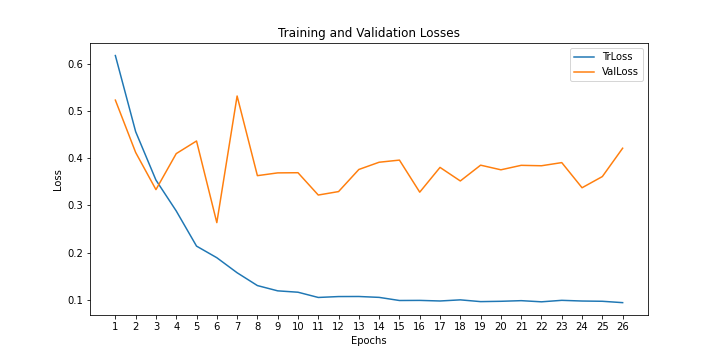 Training and Validation Losses
TrLoss
ValLoss
0.6
0.5
0.4
0.3
0.2
0.1
Loss
1 2 3 4 5 6 7 8 9 10 11 12 13 14 15 16 17 18 19 20 21 22 23 24 25 26
Epochs